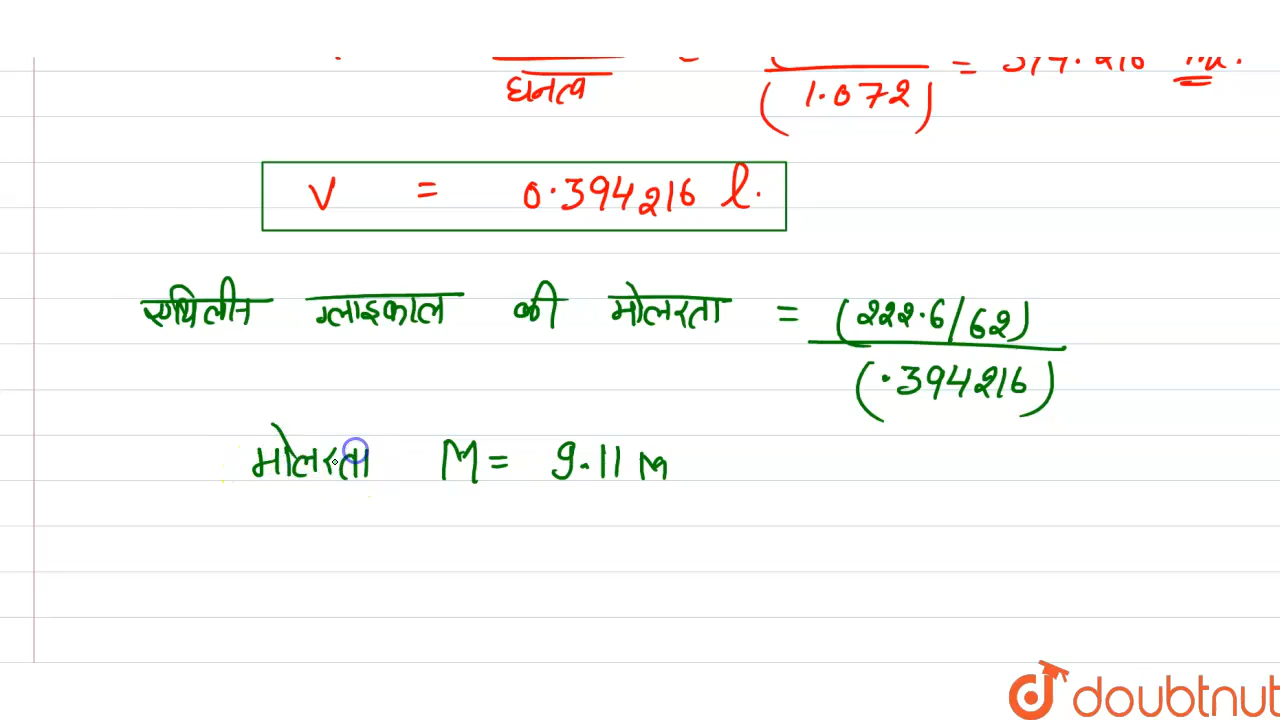 =
घनत्व (1.072) =
V = 0.394216 l.
एथिलीन ग्लाइकाल की मोलरता = (222.6/62)
(.394216)
मोलरता M = 9.11 M
doubtnut